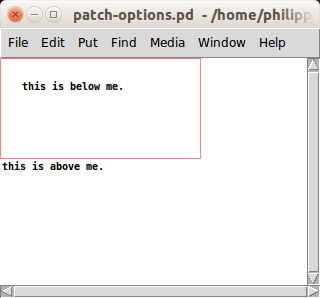 patch-options.pd - /home/philipp
File Edit Put Find Media Window Help
this is below me.
this is above me.